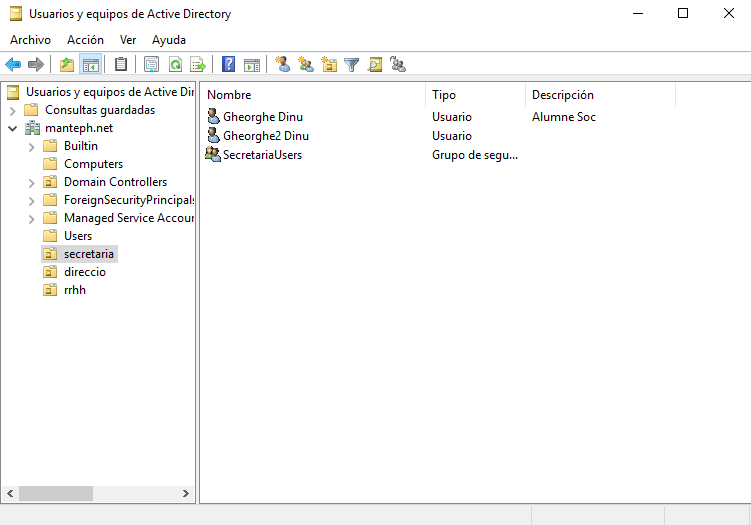 Usuarios y equipos de Active Directory
Archivo Acción Ver Ayuda
Usuarios y equipos de Active Dir
Consultas guardadas
manteph.net
Builtin
Computers
Domain Controllers
ForeignSecurityPrincipals
Managed Service Accour
Users
secretaria
direccio
rrhh
Nombre Tipo Descripción
Gheorghe Dinu Usuario Alumne Soc
Gheorghe2 Dinu Usuario
SecretariaUsers Grupo de segu...